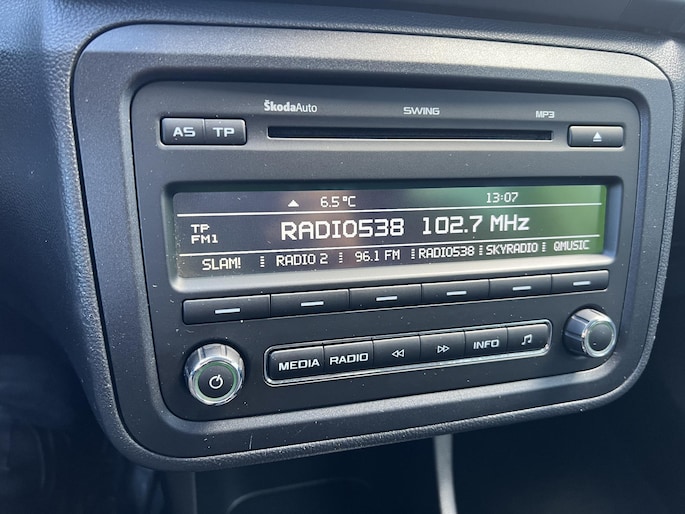 ŠkodaAuto SWING MP3
AS TP
6.5°C 13:07
TP
FM1
RADIO538 102.7 MHz
SLAM! RADIO 2 96.1 FM RADIO538 SKYRADIO QMUSIC
MEDIA RADIO INFO